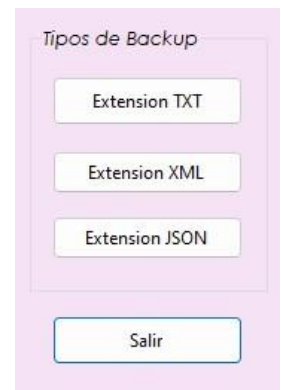 Tipos de Backup
Extension TXT
Extension XML
Extension JSON
Salir